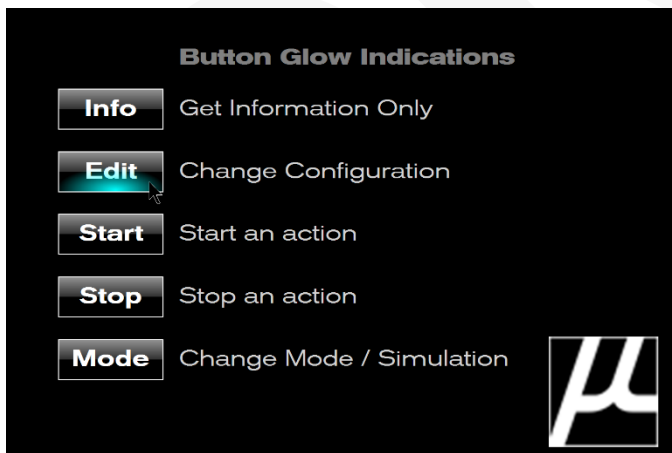 Button Glow Indications
Info Get Information Only
Edit Change Configuration
Start Start an action
Stop Stop an action
Mode Change Mode / Simulation
μ